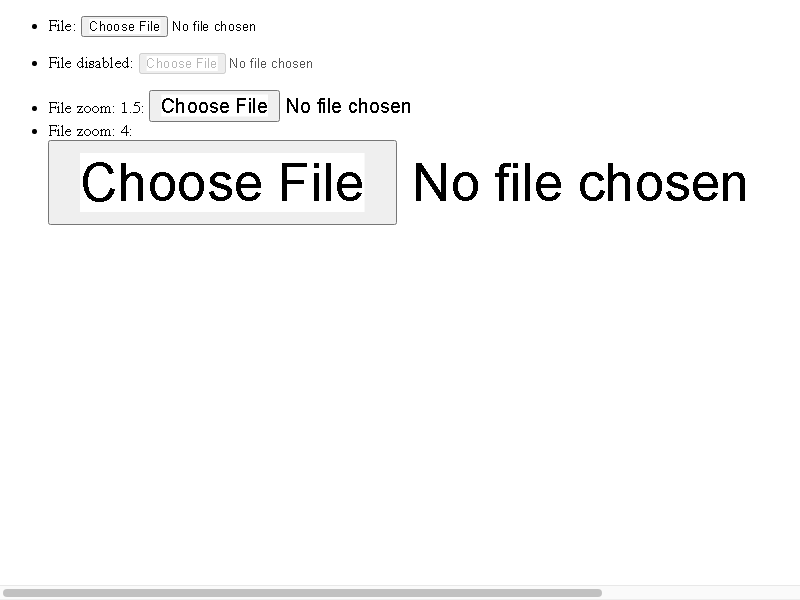 File: Choose File No file chosen
File disabled: Choose File No file chosen
File zoom: 1.5: Choose File No file chosen
File zoom: 4:
Choose File No file chosen